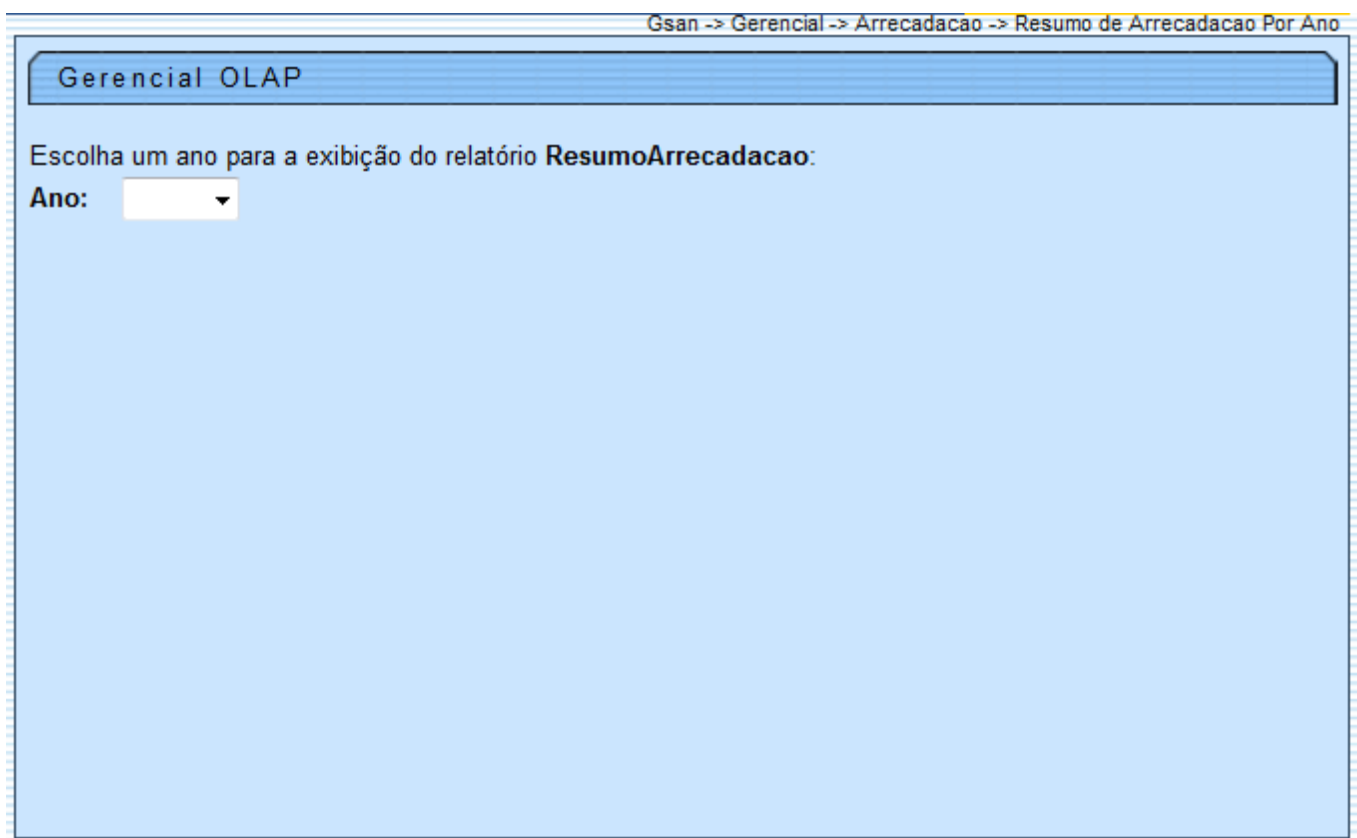 Gsan -> Gerencial -> Arrecadacao -> Resumo de Arrecadacao Por Ano
Gerencial OLAP
Escolha um ano para a exibição do relatório ResumoArrecadacao:
Ano: